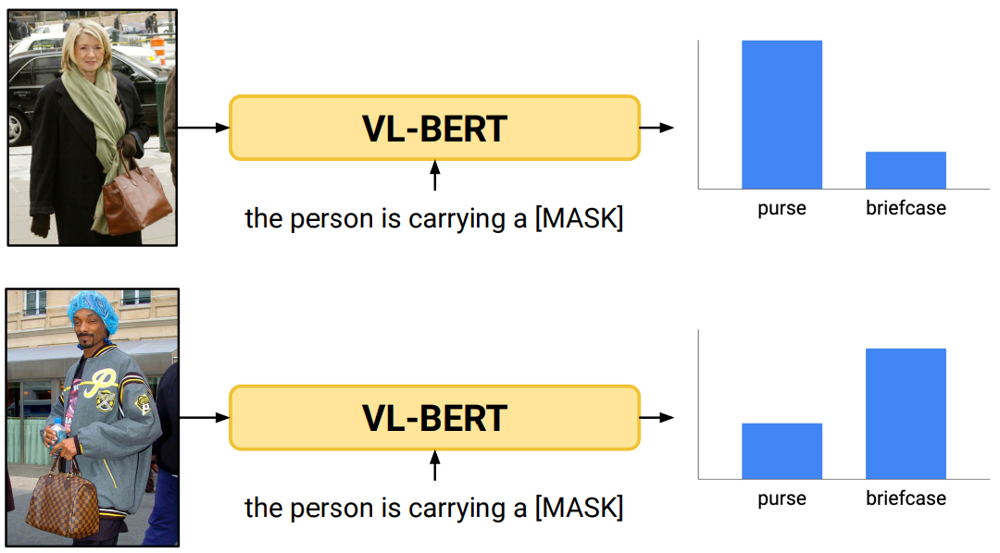 VL-BERT
the person is carrying a [MASK]
purse briefcase
P
VL-BERT
the person is carrying a [MASK]
purse briefcase